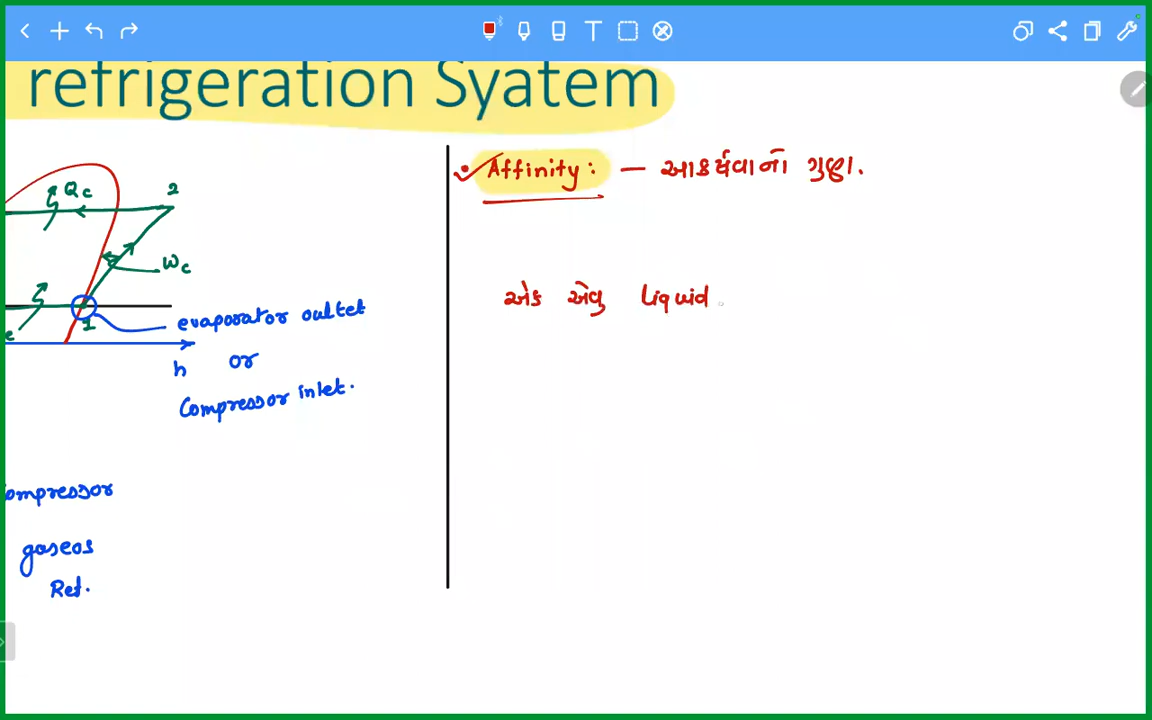 refrigeration Syatem
Qc
2
Wc
1
h
evaporator outlet
or
Compressor inlet.
ompressor
gaseos
Ref.
Affinity: — આકર્ષવાનો ગુણ.
એક એવુ liquid